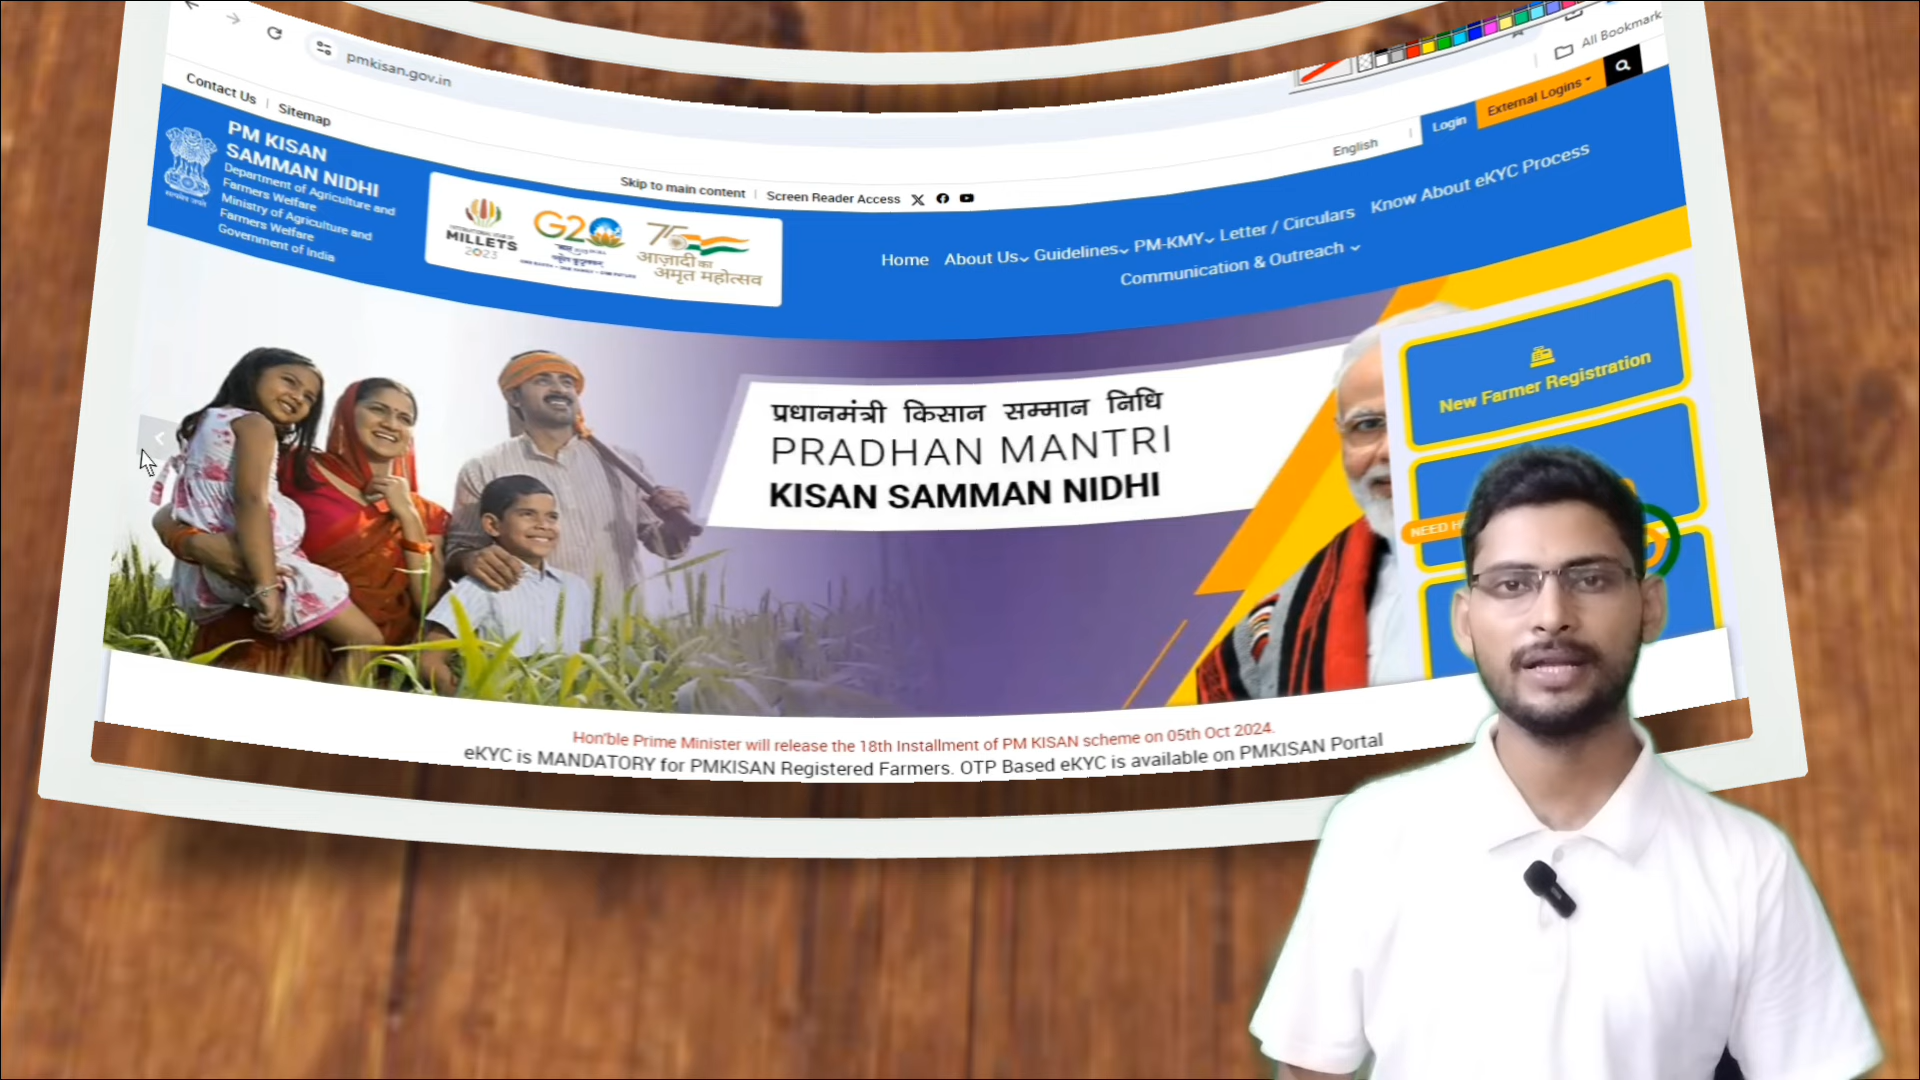 pmkisan.gov.in
All Bookmark
Contact Us | Sitemap
Skip to main content | Screen Reader Access
English | Login External Logins
PM KISAN
SAMMAN NIDHI
Department of Agriculture and
Farmers Welfare
Ministry of Agriculture and
Farmers Welfare
Government of India
MILLETS
2023
G20
75
आज़ादी का
अमृत महोत्सव
Home About Us Guidelines PM-KMY Letter / Circulars Know About eKYC Process
Communication & Outreach
प्रधानमंत्री किसान सम्मान निधि
PRADHAN MANTRI
KISAN SAMMAN NIDHI
New Farmer Registration
NEED
Hon'ble Prime Minister will release the 18th Installment of PM KISAN scheme on 05th Oct 2024.
eKYC is MANDATORY for PMKISAN Registered Farmers. OTP Based eKYC is available on PMKISAN Portal